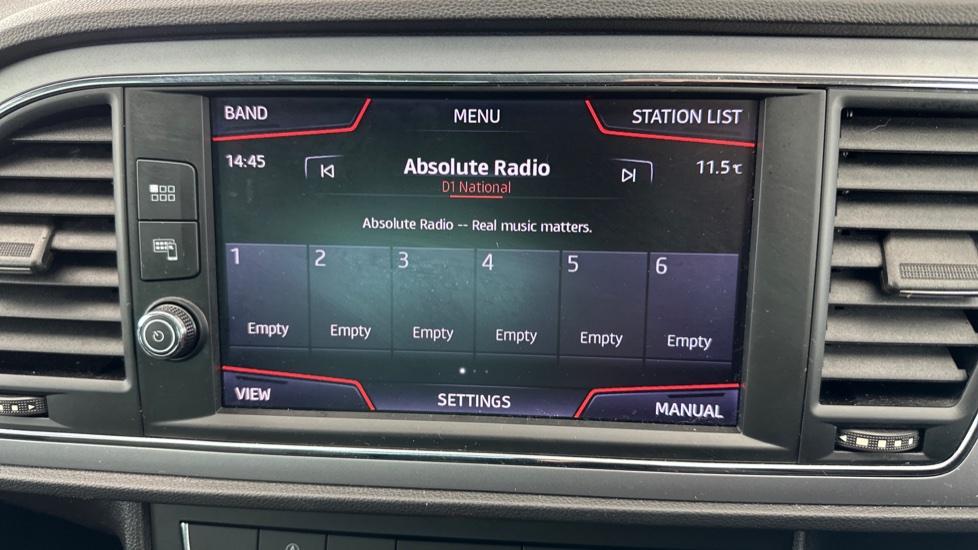 BAND MENU STATION LIST
14:45 Absolute Radio 11.5℃
D1 National
Absolute Radio -- Real music matters.
1 2 3 4 5 6
Empty Empty Empty Empty Empty Empty
VIEW SETTINGS MANUAL